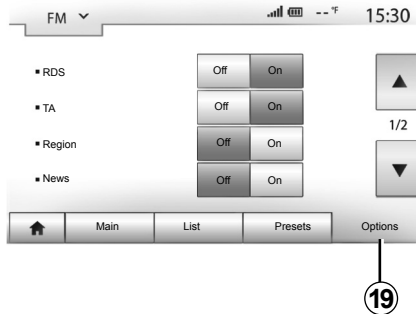 FM -- °F 15:30
RDS Off On
TA Off On
1/2
Region Off On
News Off On
Main List Presets Options
19